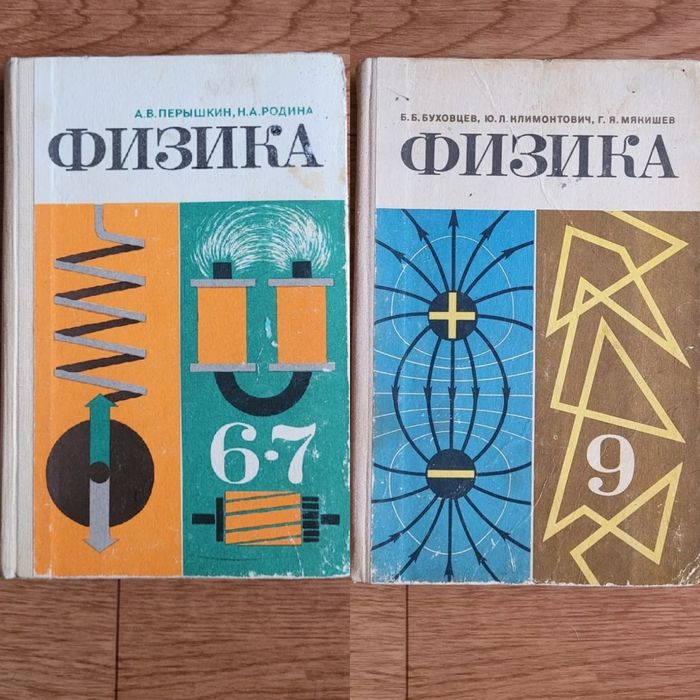 А.В.ПЕРЫШКИН, Н.А.РОДИНА
ФИЗИКА
6·7
Б.Б.БУХОВЦЕВ, Ю.Л.КЛИМОНТОВИЧ, Г.Я.МЯКИШЕВ
ФИЗИКА
+
−
9